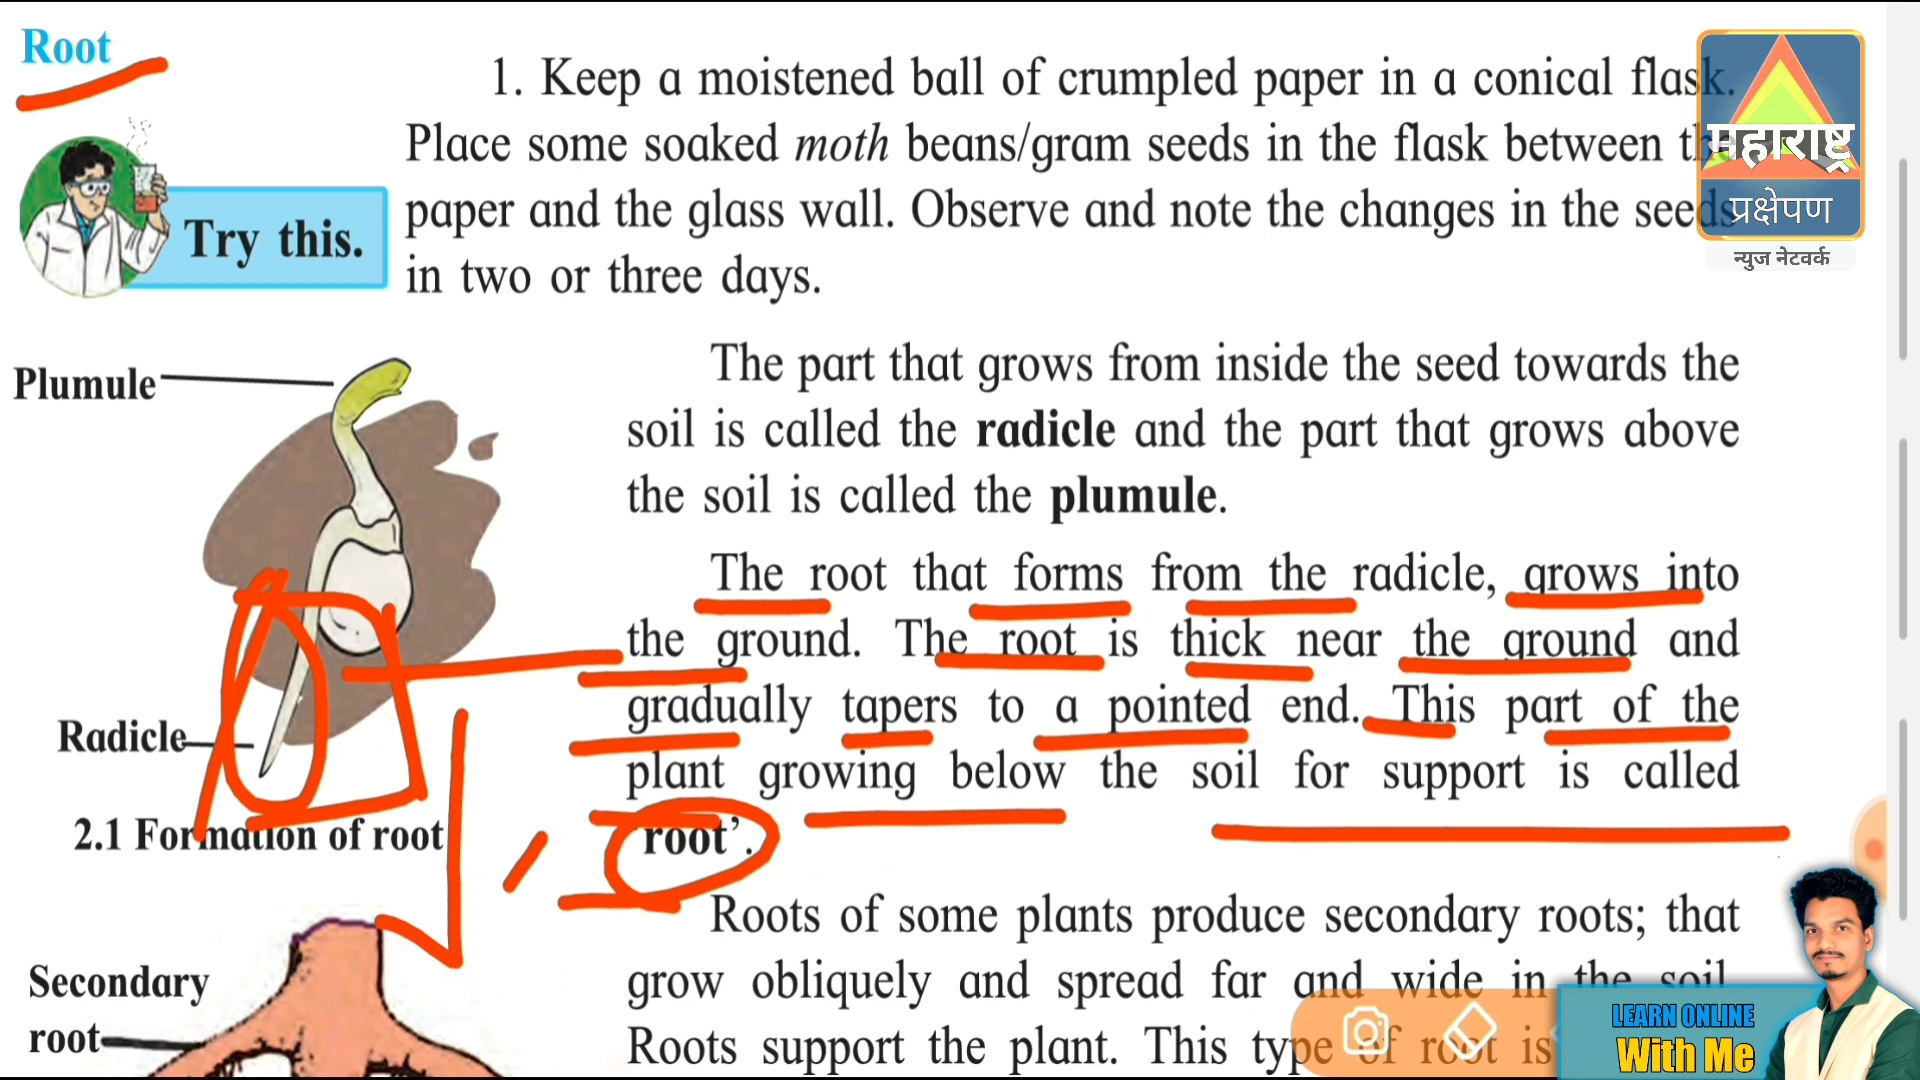 Root
1. Keep a moistened ball of crumpled paper in a conical flask.
Place some soaked moth beans/gram seeds in the flask between the
paper and the glass wall. Observe and note the changes in the seeds
in two or three days.
Try this.
महाराष्ट्र
प्रक्षेपण
न्युज नेटवर्क
Plumule
The part that grows from inside the seed towards the
soil is called the radicle and the part that grows above
the soil is called the plumule.
The root that forms from the radicle, grows into
the ground. The root is thick near the ground and
gradually tapers to a pointed end. This part of the
plant growing below the soil for support is called
root’.
Radicle
2.1 Formation of root
Roots of some plants produce secondary roots; that
grow obliquely and spread far and wide in the soil.
Roots support the plant. This type of root is
Secondary
root
LEARN ONLINE
With Me